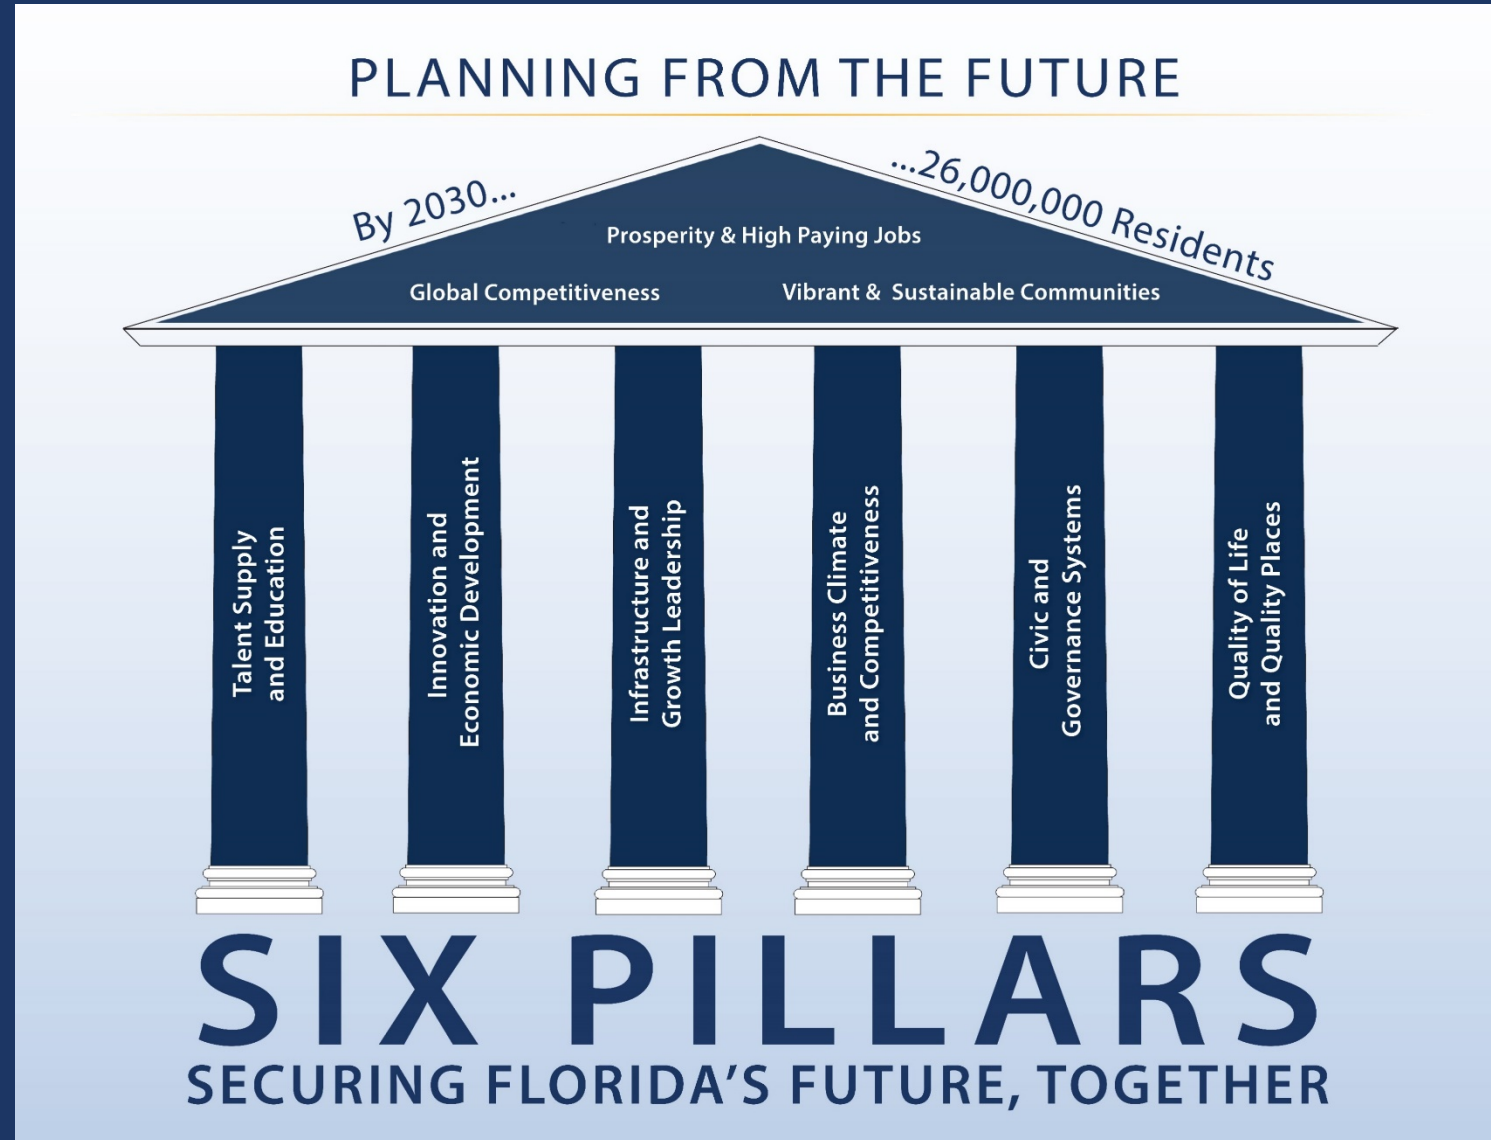 PLANNING FROM THE FUTURE
By 2030...
...26,000,000 Residents
Prosperity & High Paying Jobs
Global Competitiveness
Vibrant & Sustainable Communities
Talent Supply
and Education
Innovation and
Economic Development
Infrastructure and
Growth Leadership
Business Climate
and Competitiveness
Civic and
Governance Systems
Quality of Life
and Quality Places
SIX PILLARS
SECURING FLORIDA'S FUTURE, TOGETHER